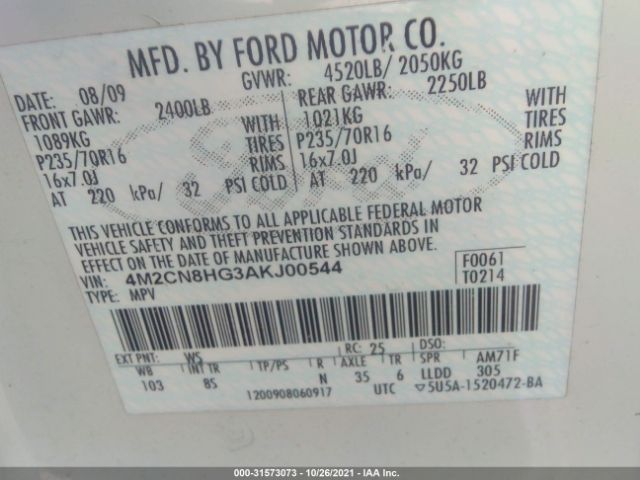 MFD. BY FORD MOTOR CO.
DATE: 08/09 GVWR: 4520LB/ 2050KG
FRONT GAWR: 2400LB REAR GAWR: 2250LB
1089KG WITH 1021KG WITH
P235/70R16 TIRES P235/70R16 TIRES
16x7.0J RIMS 16x7.0J RIMS
AT 220 kPa/ 32 PSI COLD AT 220 kPa/ 32 PSI COLD
THIS VEHICLE CONFORMS TO ALL APPLICABLE FEDERAL MOTOR
VEHICLE SAFETY AND THEFT PREVENTION STANDARDS IN
EFFECT ON THE DATE OF MANUFACTURE SHOWN ABOVE.
VIN: 4M2CN8HG3AKJ00544 F0061
TYPE: MPV T0214
EXT PNT: WS RC: 25 DSO:
WB INT TR TP/PS R AXLE TR SPR AM71F
103 8S N 35 6 LLDD 305
1200908060917 UTC ▽5U5A-1520472-BA
000-31573073 - 10/26/2021 - IAA Inc.